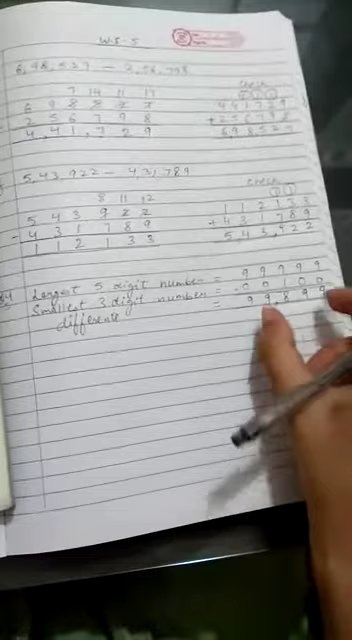 W.S-5
6,98,527 - 2,56,798
check
7 14 11 17
6 9 8 5 2 7
2 5 6 7 9 8
4,4 1,7 2 9
4 4 1 7 2 9
+ 2 5 6 7 9 8
6 9 8 5 2 7
5,43,922 - 4,31,789
check
8 11 12
5 4 3 9 2 2
- 4 3 1 7 8 9
1 1 2 1 3 3
1 1
1 1 2 1 3 3
+ 4 3 1 7 8 9
5,4 3,9 2 2
Largest 5 digit number = 9 9 9 9 9
Smallest 3 digit number = - 0 0 1 0 0
difference = 9 9 8 9 9